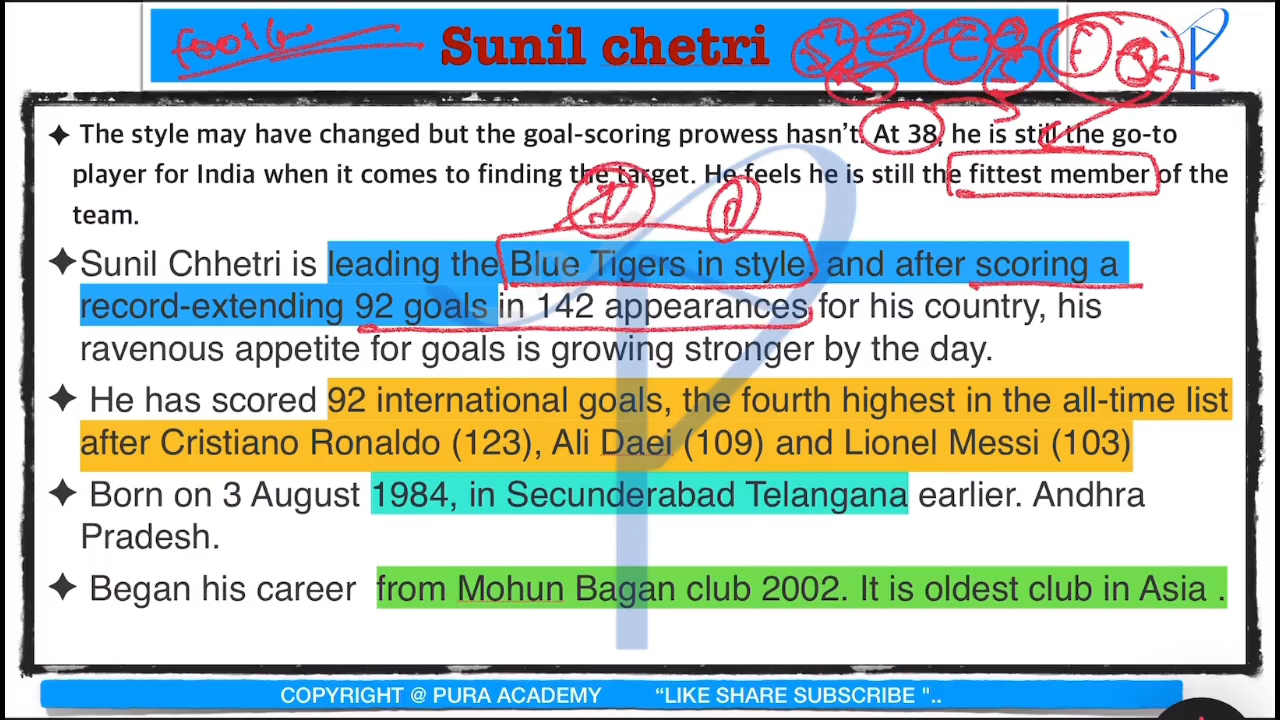 Sunil chetri
✦ The style may have changed but the goal-scoring prowess hasn't. At 38, he is still the go-to
player for India when it comes to finding the target. He feels he is still the fittest member of the
team.
✦ Sunil Chhetri is leading the Blue Tigers in style, and after scoring a
record-extending 92 goals in 142 appearances for his country, his
ravenous appetite for goals is growing stronger by the day.
✦ He has scored 92 international goals, the fourth highest in the all-time list
after Cristiano Ronaldo (123), Ali Daei (109) and Lionel Messi (103)
✦ Born on 3 August 1984, in Secunderabad Telangana earlier. Andhra
Pradesh.
✦ Began his career from Mohun Bagan club 2002. It is oldest club in Asia .
COPYRIGHT @ PURA ACADEMY "LIKE SHARE SUBSCRIBE "..